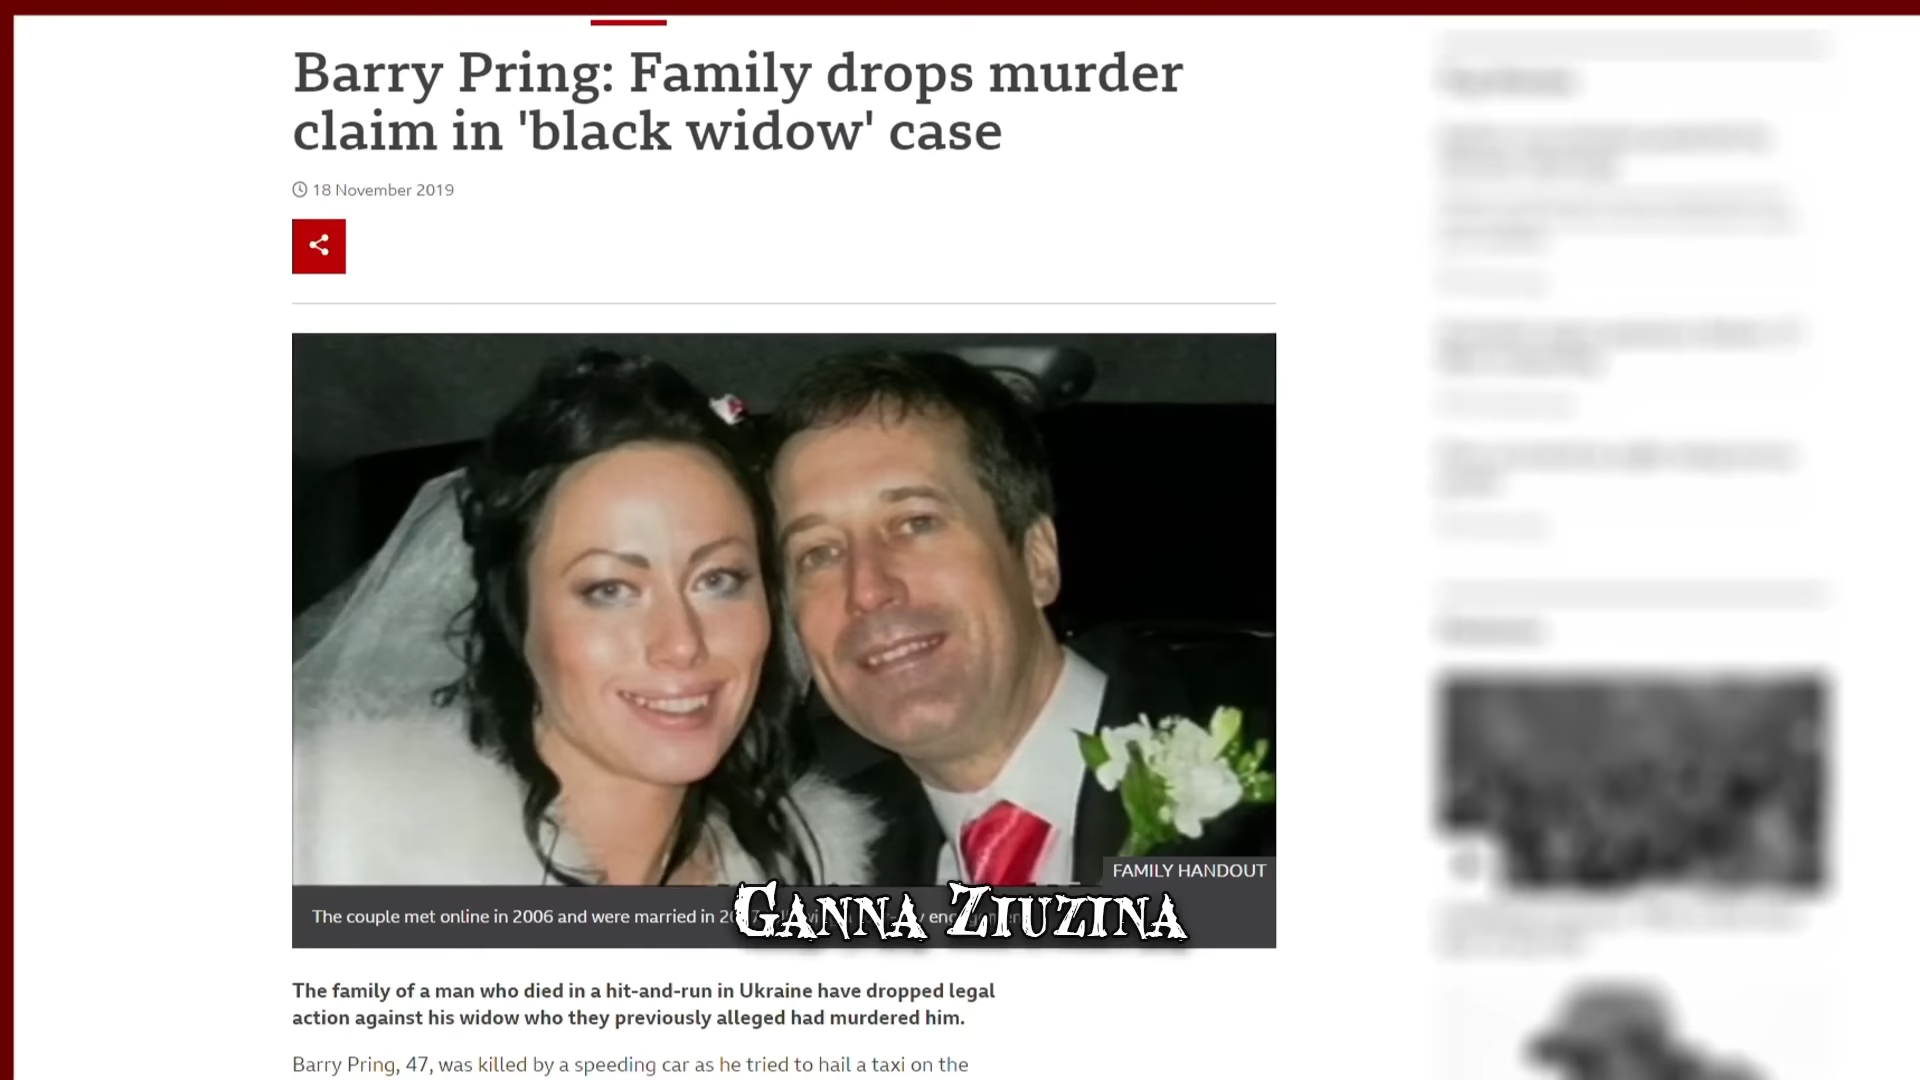 Barry Pring: Family drops murder
claim in 'black widow' case
18 November 2019
FAMILY HANDOUT
The couple met online in 2006 and were married in
GANNA ZIUZINA
The family of a man who died in a hit-and-run in Ukraine have dropped legal
action against his widow who they previously alleged had murdered him.
Barry Pring, 47, was killed by a speeding car as he tried to hail a taxi on the